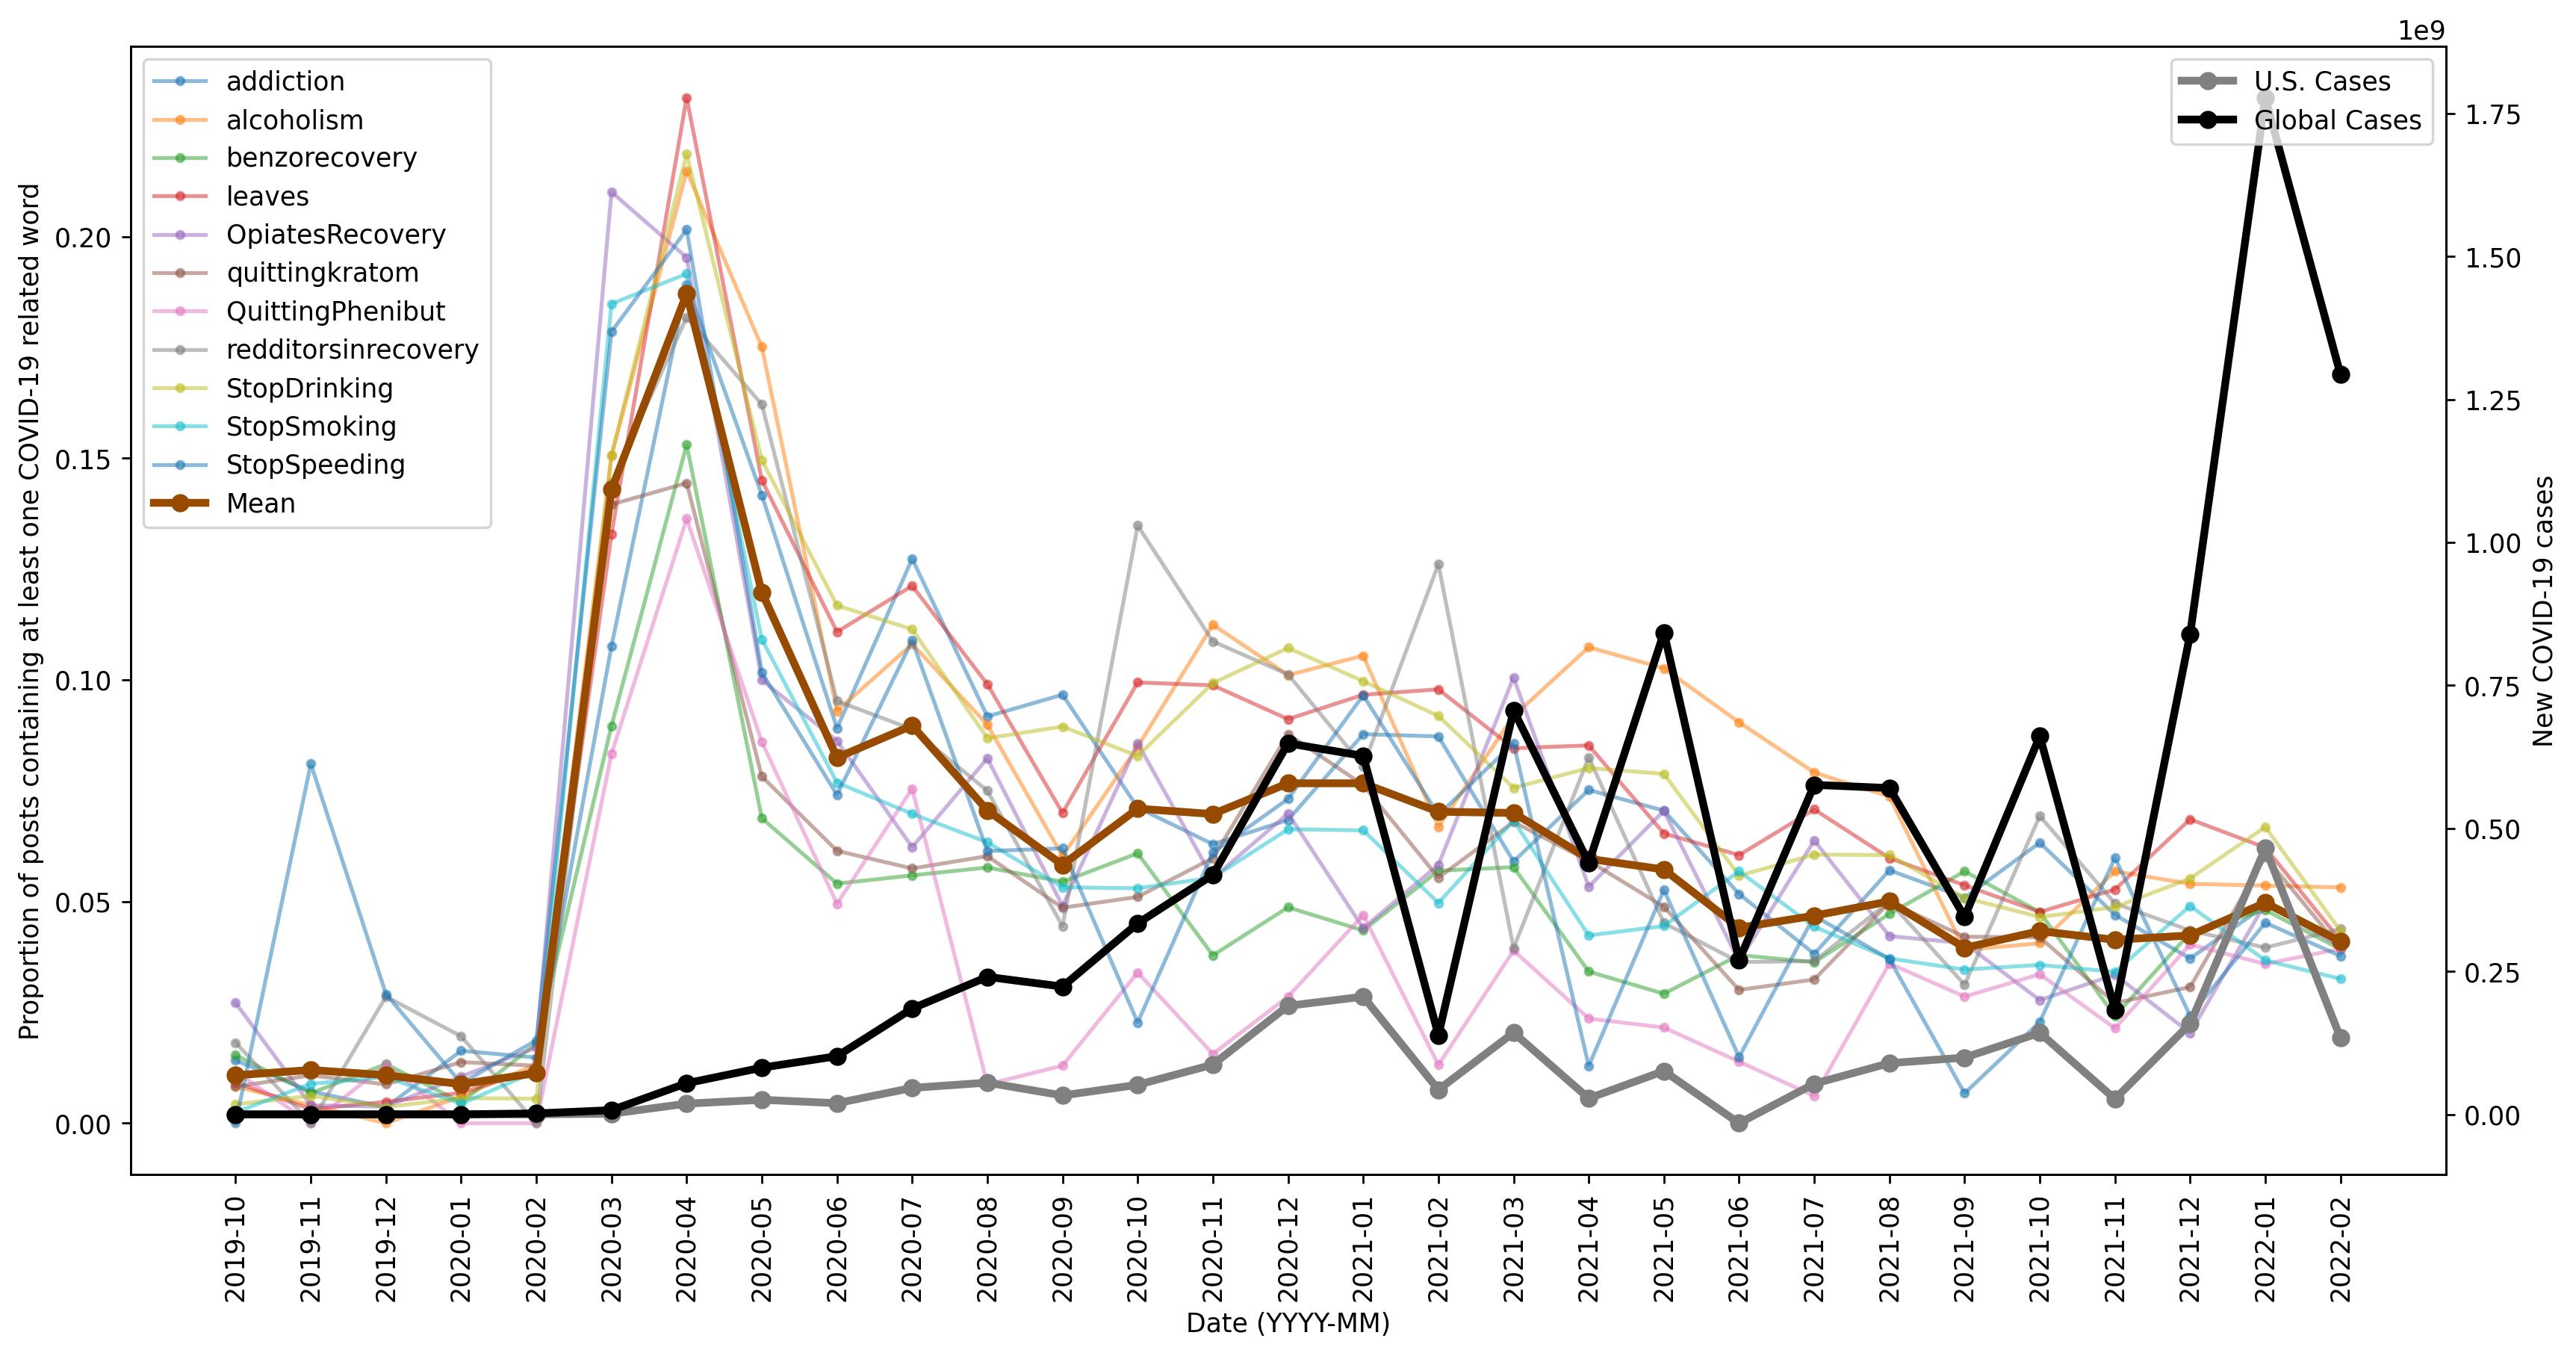 1e9
addiction
alcoholism
benzorecovery
leaves
OpiatesRecovery
quittingkratom
QuittingPhenibut
redditorsinrecovery
StopDrinking
StopSmoking
StopSpeeding
Mean
U.S. Cases
Global Cases
Proportion of posts containing at least one COVID-19 related word
0.20
0.15
0.10
0.05
0.00
1.75
1.50
1.25
1.00
0.75
0.50
0.25
0.00
New COVID-19 cases
2019-10
2019-11
2019-12
2020-01
2020-02
2020-03
2020-04
2020-05
2020-06
2020-07
2020-08
2020-09
2020-10
2020-11
2020-12
2021-01
2021-02
2021-03
2021-04
2021-05
2021-06
2021-07
2021-08
2021-09
2021-10
2021-11
2021-12
2022-01
2022-02
Date (YYYY-MM)